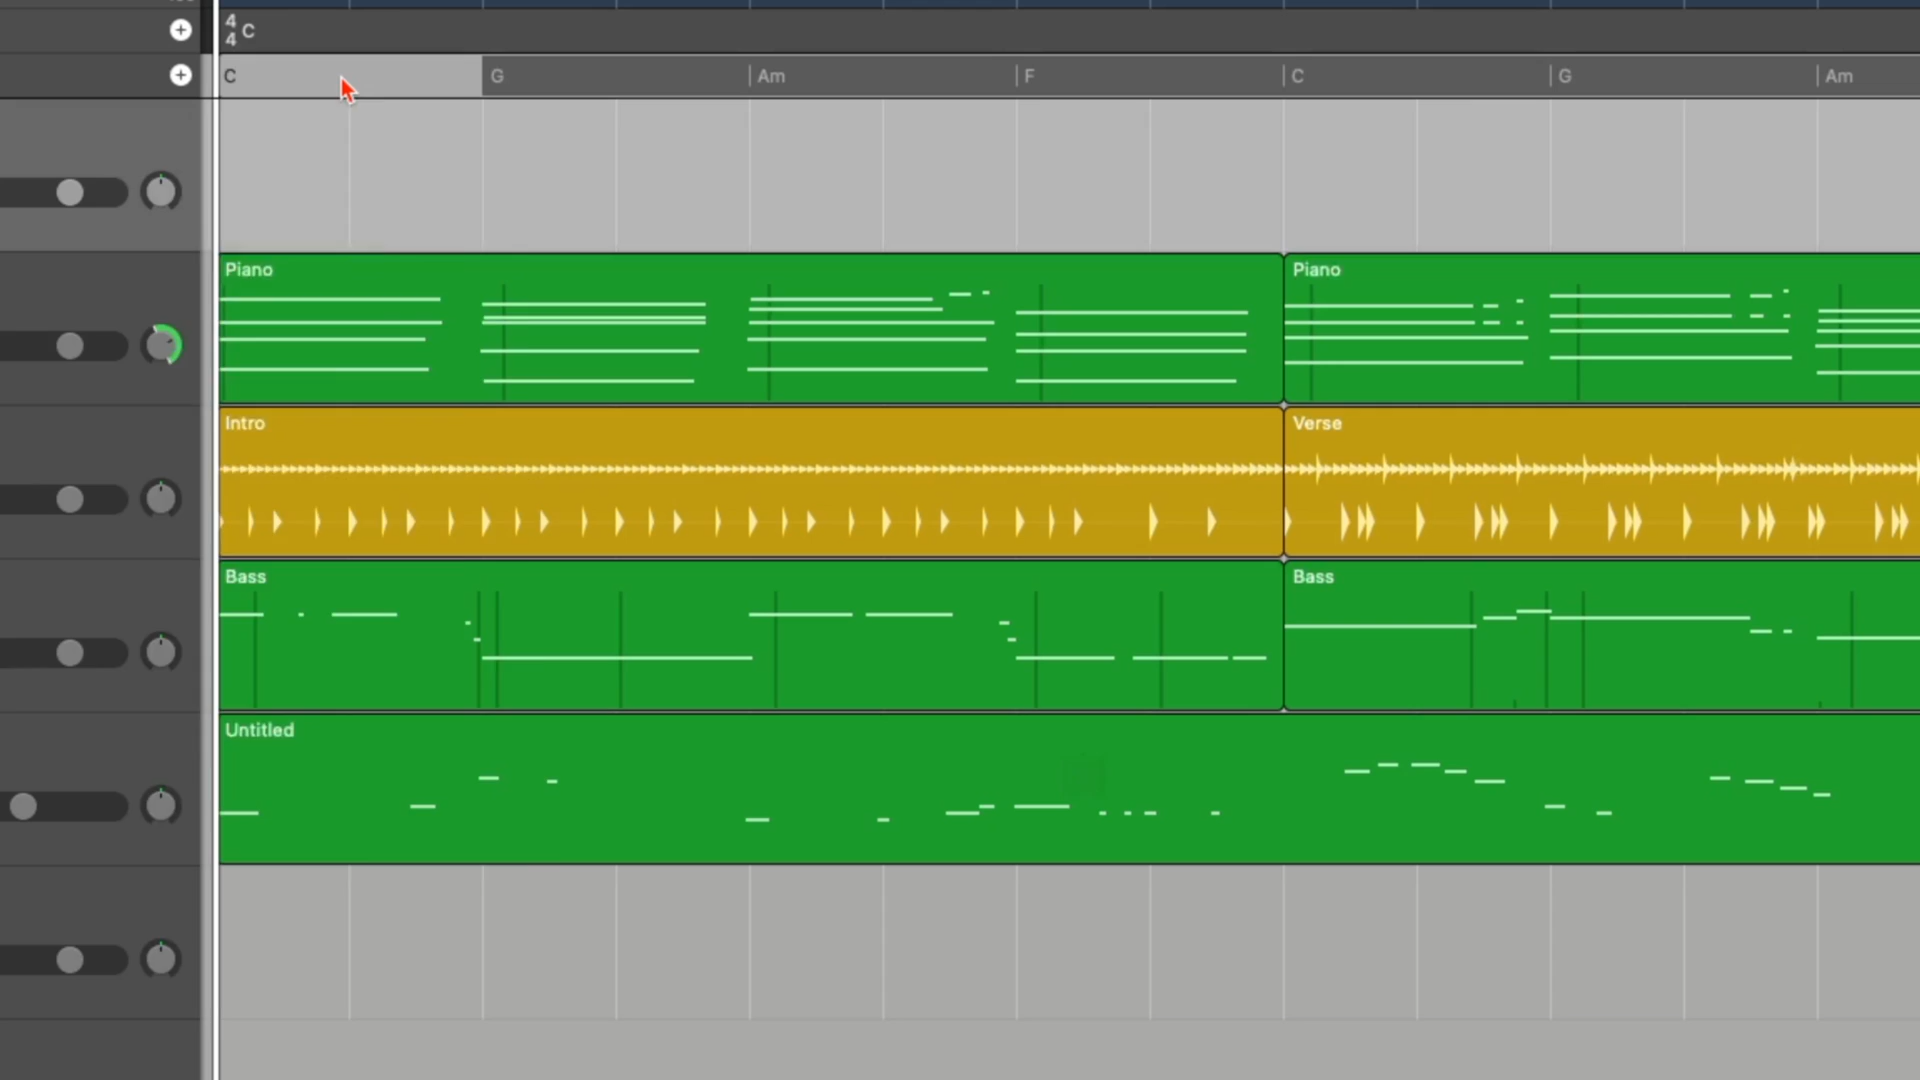 4
4 C
C G Am F C G Am
Piano Piano
Intro Verse
Bass Bass
Untitled